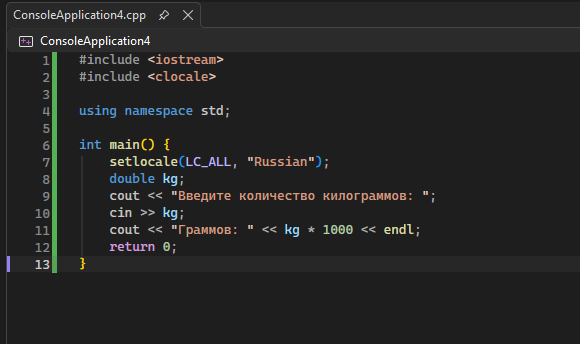 ConsoleApplication4.cpp
ConsoleApplication4
1 #include <iostream>
2 #include <clocale>
3
4 using namespace std;
5
6 int main() {
7     setlocale(LC_ALL, "Russian");
8     double kg;
9     cout << "Введите количество килограммов: ";
10     cin >> kg;
11     cout << "Граммов: " << kg * 1000 << endl;
12     return 0;
13 }